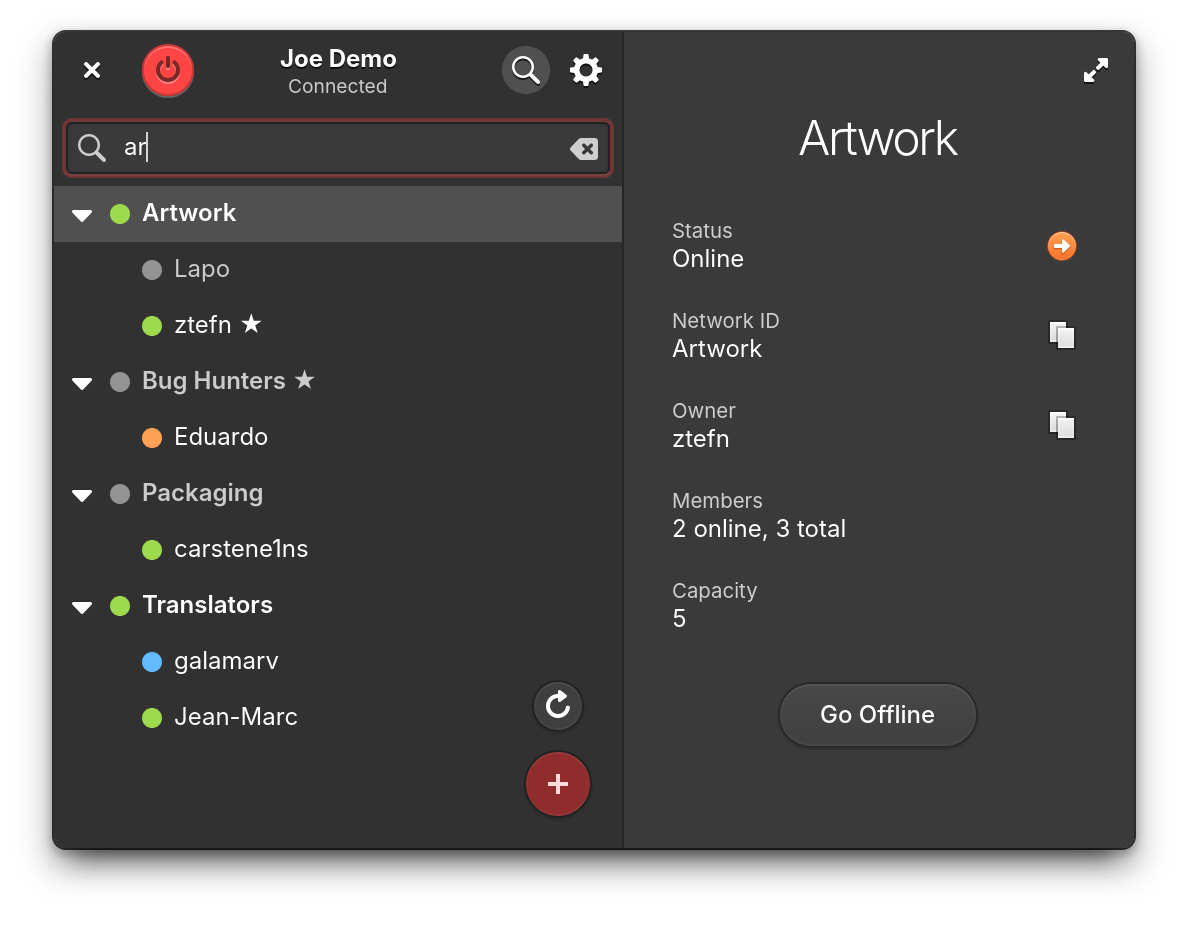 Joe Demo
Connected
ar
Artwork
Lapo
ztefn ★
Bug Hunters ★
Eduardo
Packaging
carstene1ns
Translators
galamarv
Jean-Marc
Artwork
Status
Online
Network ID
Artwork
Owner
ztefn
Members
2 online, 3 total
Capacity
5
Go Offline